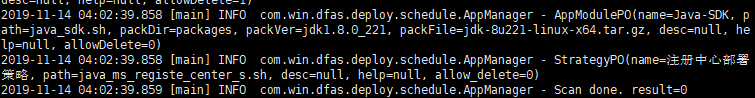 desc=null, help=null, allowDelete=1)
2019-11-14 04:02:39.858 [main] INFO  com.win.dfas.deploy.schedule.AppManager - AppModulePO(name=Java-SDK, p
ath=java_sdk.sh, packDir=packages, packVer=jdk1.8.0_221, packFile=jdk-8u221-linux-x64.tar.gz, desc=null, he
lp=null, allowDelete=0)
2019-11-14 04:02:39.859 [main] INFO  com.win.dfas.deploy.schedule.AppManager - StrategyPO(name=注册中心部署
策略, path=java_ms_registe_center_s.sh, desc=null, help=null, allow_delete=0)
2019-11-14 04:02:39.859 [main] INFO  com.win.dfas.deploy.schedule.AppManager - Scan done. result=0